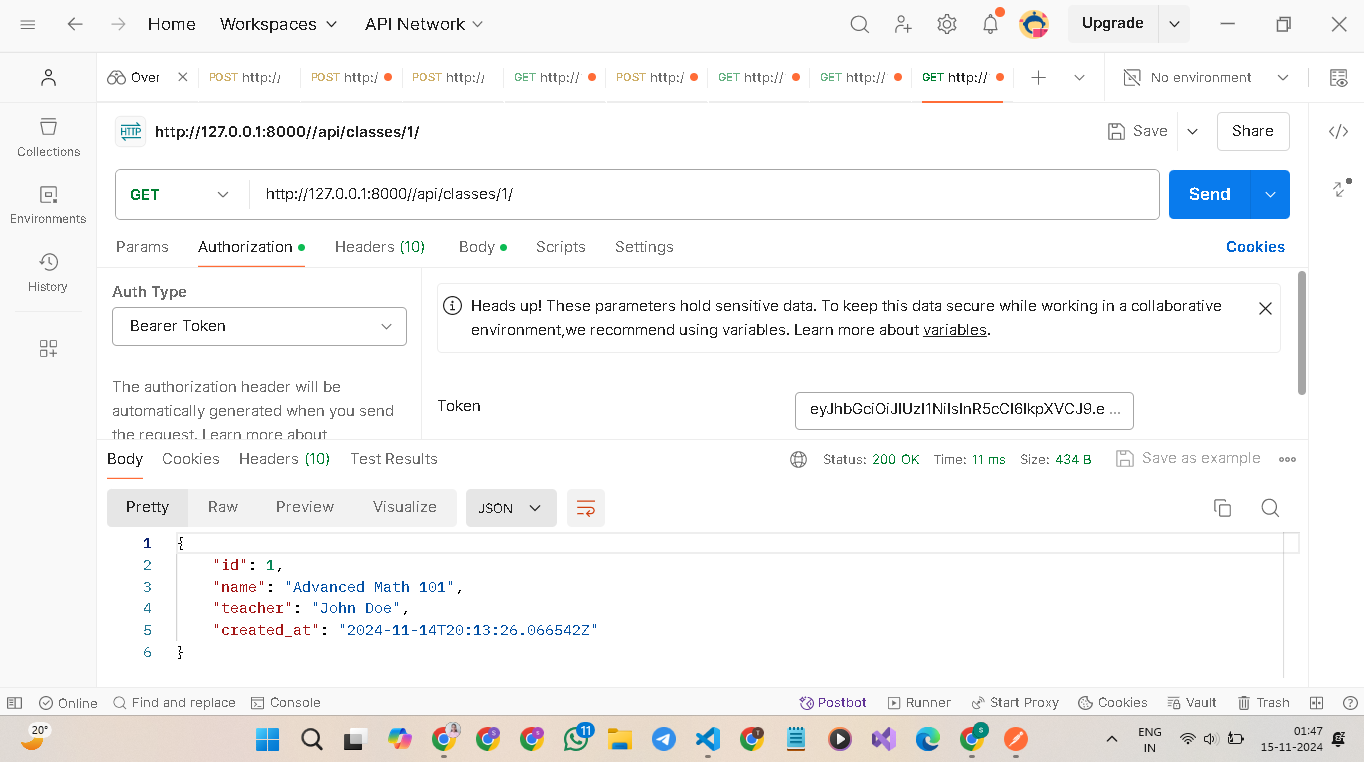 Home Workspaces API Network Upgrade
Over POST http:/ POST http:/ POST http:/ GET http:// POST http:/ GET http:// GET http:// GET http:// No environment
HTTP http://127.0.0.1:8000//api/classes/1/ Save Share
GET http://127.0.0.1:8000//api/classes/1/ Send
Params Authorization Headers (10) Body Scripts Settings Cookies
Collections
Environments
History
Auth Type
Bearer Token
The authorization header will be
automatically generated when you send
the request. Learn more about
Heads up! These parameters hold sensitive data. To keep this data secure while working in a collaborative
environment,we recommend using variables. Learn more about variables.
Token eyJhbGciOiJIUzI1NiIsInR5cCI6IkpXVCJ9.e ...
Body Cookies Headers (10) Test Results Status: 200 OK Time: 11 ms Size: 434 B Save as example
Pretty Raw Preview Visualize JSON
1 {
2 "id": 1,
3 "name": "Advanced Math 101",
4 "teacher": "John Doe",
5 "created_at": "2024-11-14T20:13:26.066542Z"
6 }
Online Find and replace Console Postbot Runner Start Proxy Cookies Vault Trash
20° 11 ENG 01:47
IN 15-11-2024